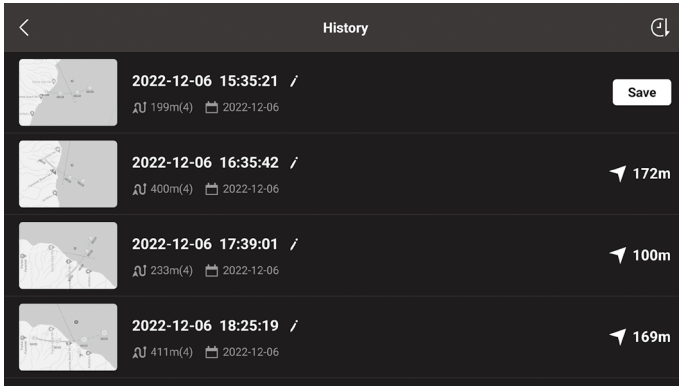 History
2022-12-06 15:35:21
Save
199m(4) 2022-12-06
2022-12-06 16:35:42
172m
400m(4) 2022-12-06
2022-12-06 17:39:01
100m
233m(4) 2022-12-06
2022-12-06 18:25:19
169m
411m(4) 2022-12-06